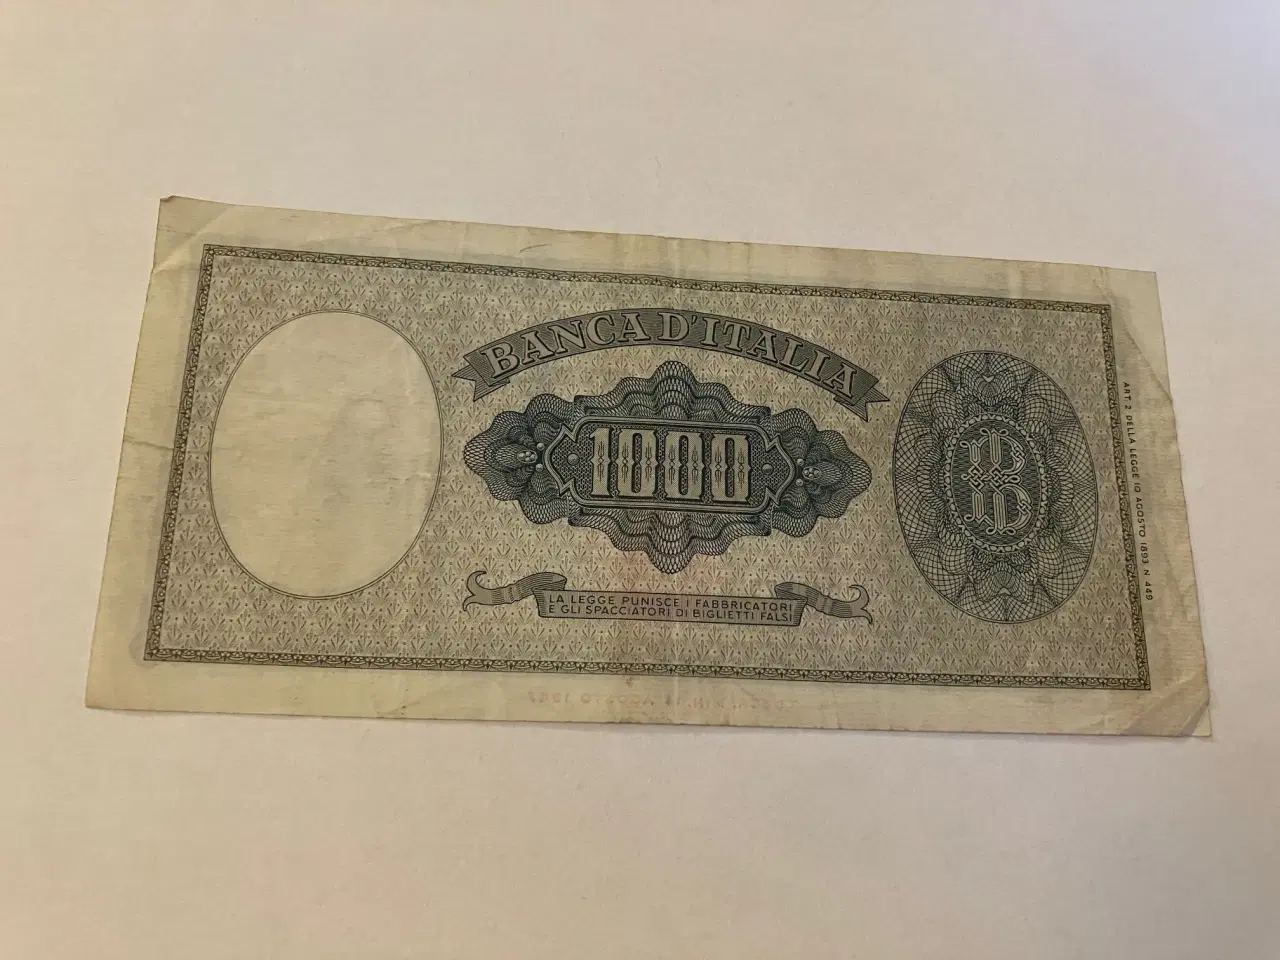 BANCA D'ITALIA
1000
LA LEGGE PUNISCE I FABBRICATORI
E GLI SPACCIATORI DI BIGLIETTI FALSI
ART. 2 DELLA LEGGE 10 AGOSTO 1893 N 449